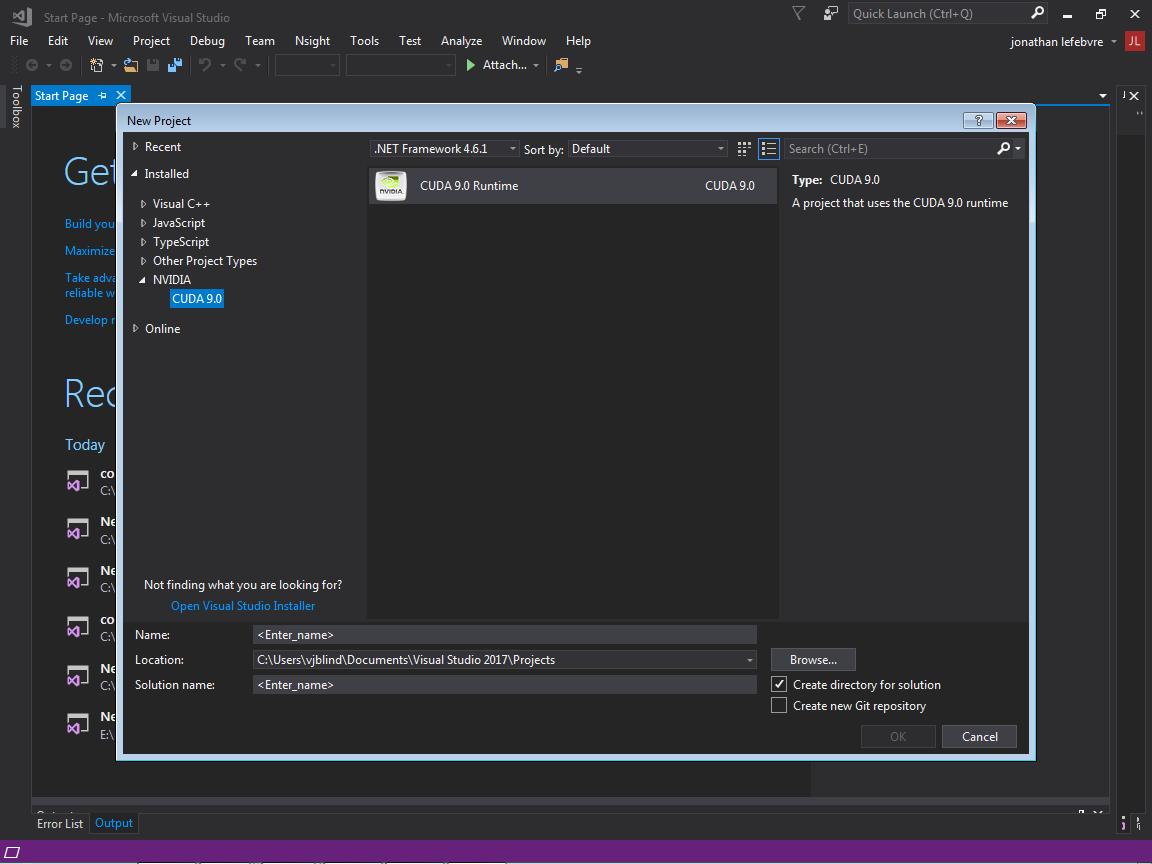 Start Page - Microsoft Visual Studio
Quick Launch (Ctrl+Q)
File Edit View Project Debug Team Nsight Tools Test Analyze Window Help
jonathan lefebvre JL
Attach...
Toolbox
Start Page
Get
Build you
Maximize
Take adva
reliable w
Develop r
Rec
Today
co
C:\
Ne
C:\
Ne
C:\
co
C:\
Ne
C:\
Ne
E:\
New Project
Recent
Installed
Visual C++
JavaScript
TypeScript
Other Project Types
NVIDIA
CUDA 9.0
Online
Not finding what you are looking for?
Open Visual Studio Installer
.NET Framework 4.6.1 Sort by: Default
Search (Ctrl+E)
NVIDIA. CUDA 9.0 Runtime CUDA 9.0
Type: CUDA 9.0
A project that uses the CUDA 9.0 runtime
Name: <Enter_name>
Location: C:\Users\vjblind\Documents\Visual Studio 2017\Projects Browse...
Solution name: <Enter_name>
Create directory for solution
Create new Git repository
OK Cancel
Error List Output